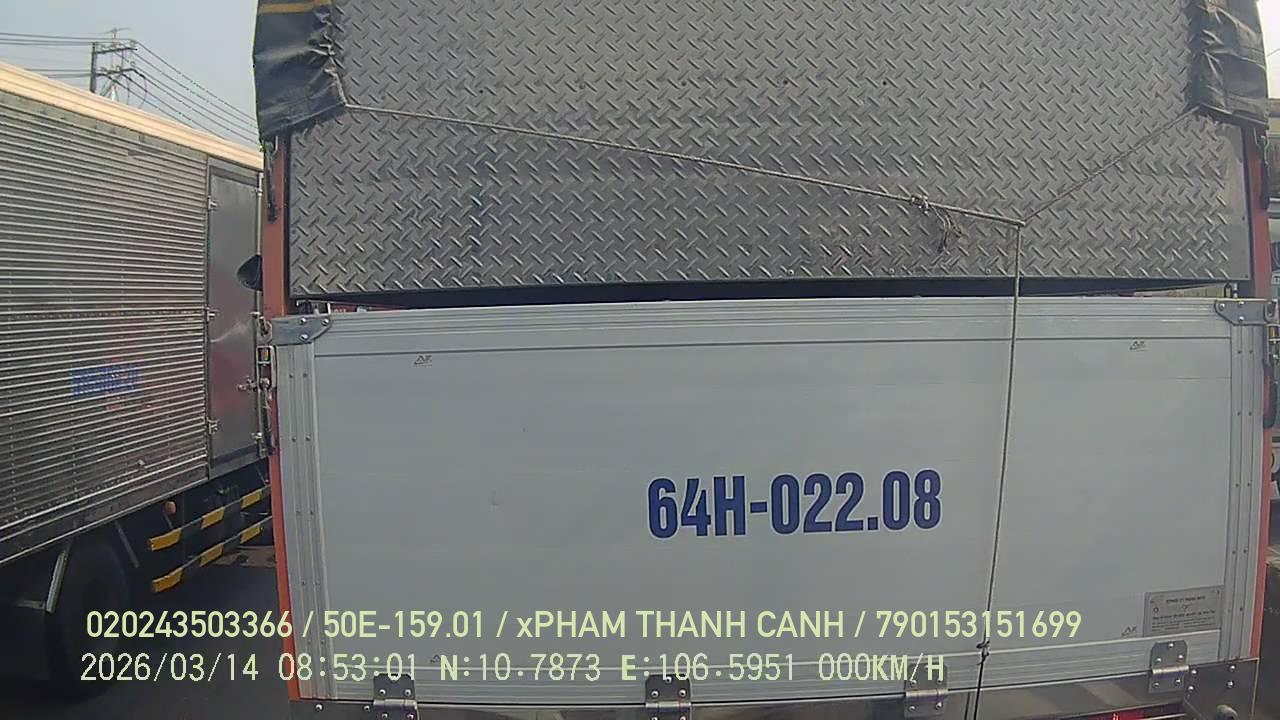 64H-022.08
020243503366 / 50E-159.01 / xPHAM THANH CANH / 790153151699
2026/03/14 08:53:01 N:10.7873 E:106.5951 000KM/H